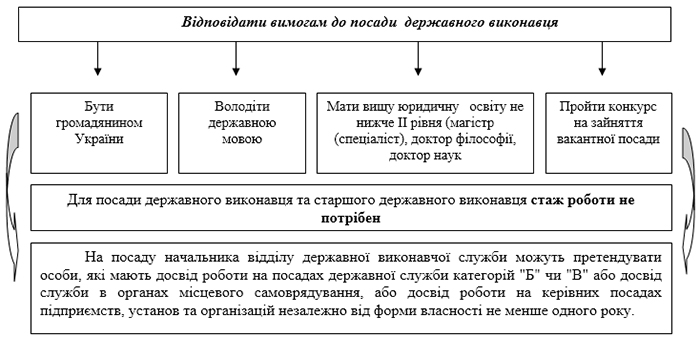 Відповідати вимогам до посади державного виконавця
Бути
громадянином
України
Володіти
державною
мовою
Мати вищу юридичну освіту не
нижче II рівня (магістр
(спеціаліст), доктор філософії,
доктор наук
Пройти конкурс
на зайняття
вакантної посади
Для посади державного виконавця та старшого державного виконавця стаж роботи не
потрібен
На посаду начальника відділу державної виконавчої служби можуть претендувати
особи, які мають досвід роботи на посадах державної служби категорій "Б" чи "В" або досвід
служби в органах місцевого самоврядування, або досвід роботи на керівних посадах
підприємств, установ та організацій незалежно від форми власності не менше одного року.